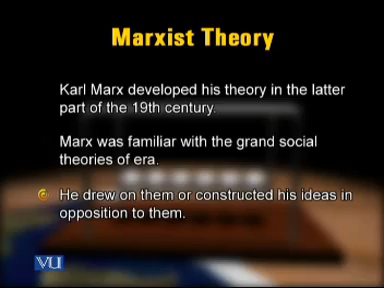 Marxist Theory
Karl Marx developed his theory in the latter
part of the 19th century.
Marx was familiar with the grand social
theories of era.
He drew on them or constructed his ideas in
opposition to them.
VU